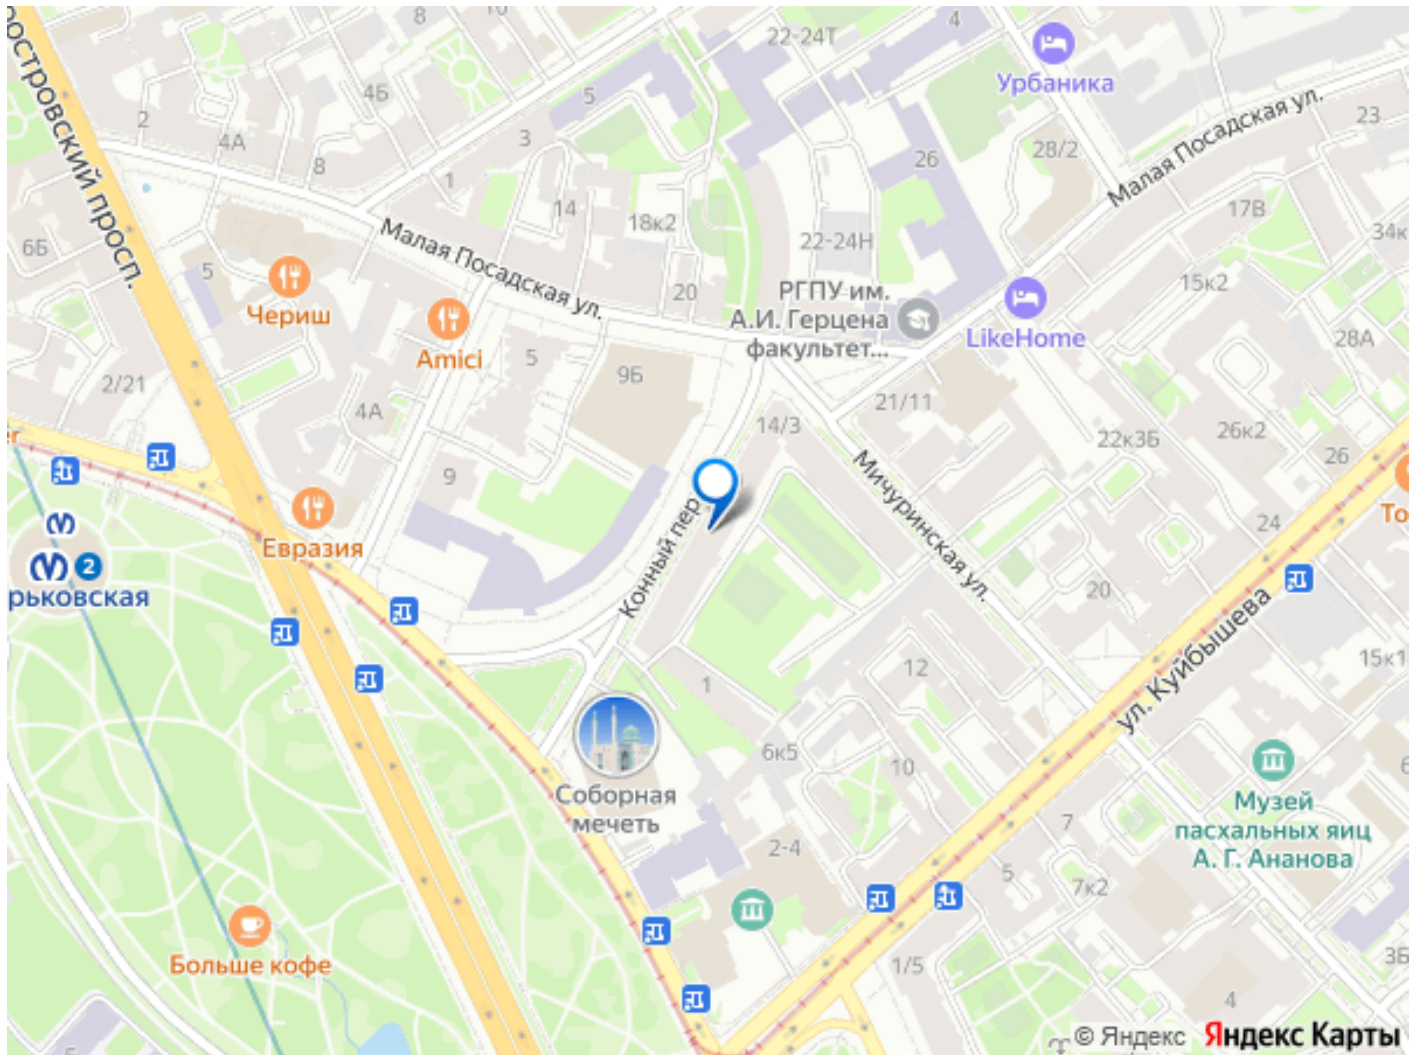 8
10
22-24Т
4
Урбаника
островский просп.
4Б
5
2
4А
3
8
1
26
28/2
Малая Посадская ул.
23
14
18к2
22-24Н
17В
34к
6Б
5
Малая Посадская ул.
Чериш
Amici
20
РГПУ им.
А.И. Герцена
факультет...
LikeHome
15к2
28А
2/21
5
9Б
4А
21/11
14/3
22к3Б
26к2
26
9
Мичуринская ул.
То
24
Евразия
Конный пер
2
рьковская
20
ул. Куйбышева
12
15к1
1
6к5
10
Соборная
мечеть
Музей
пасхальных яиц
А. Г. Ананова
7
2-4
5
7к2
Больше кофе
1/5
3Б
4
© Яндекс Яндекс Карты